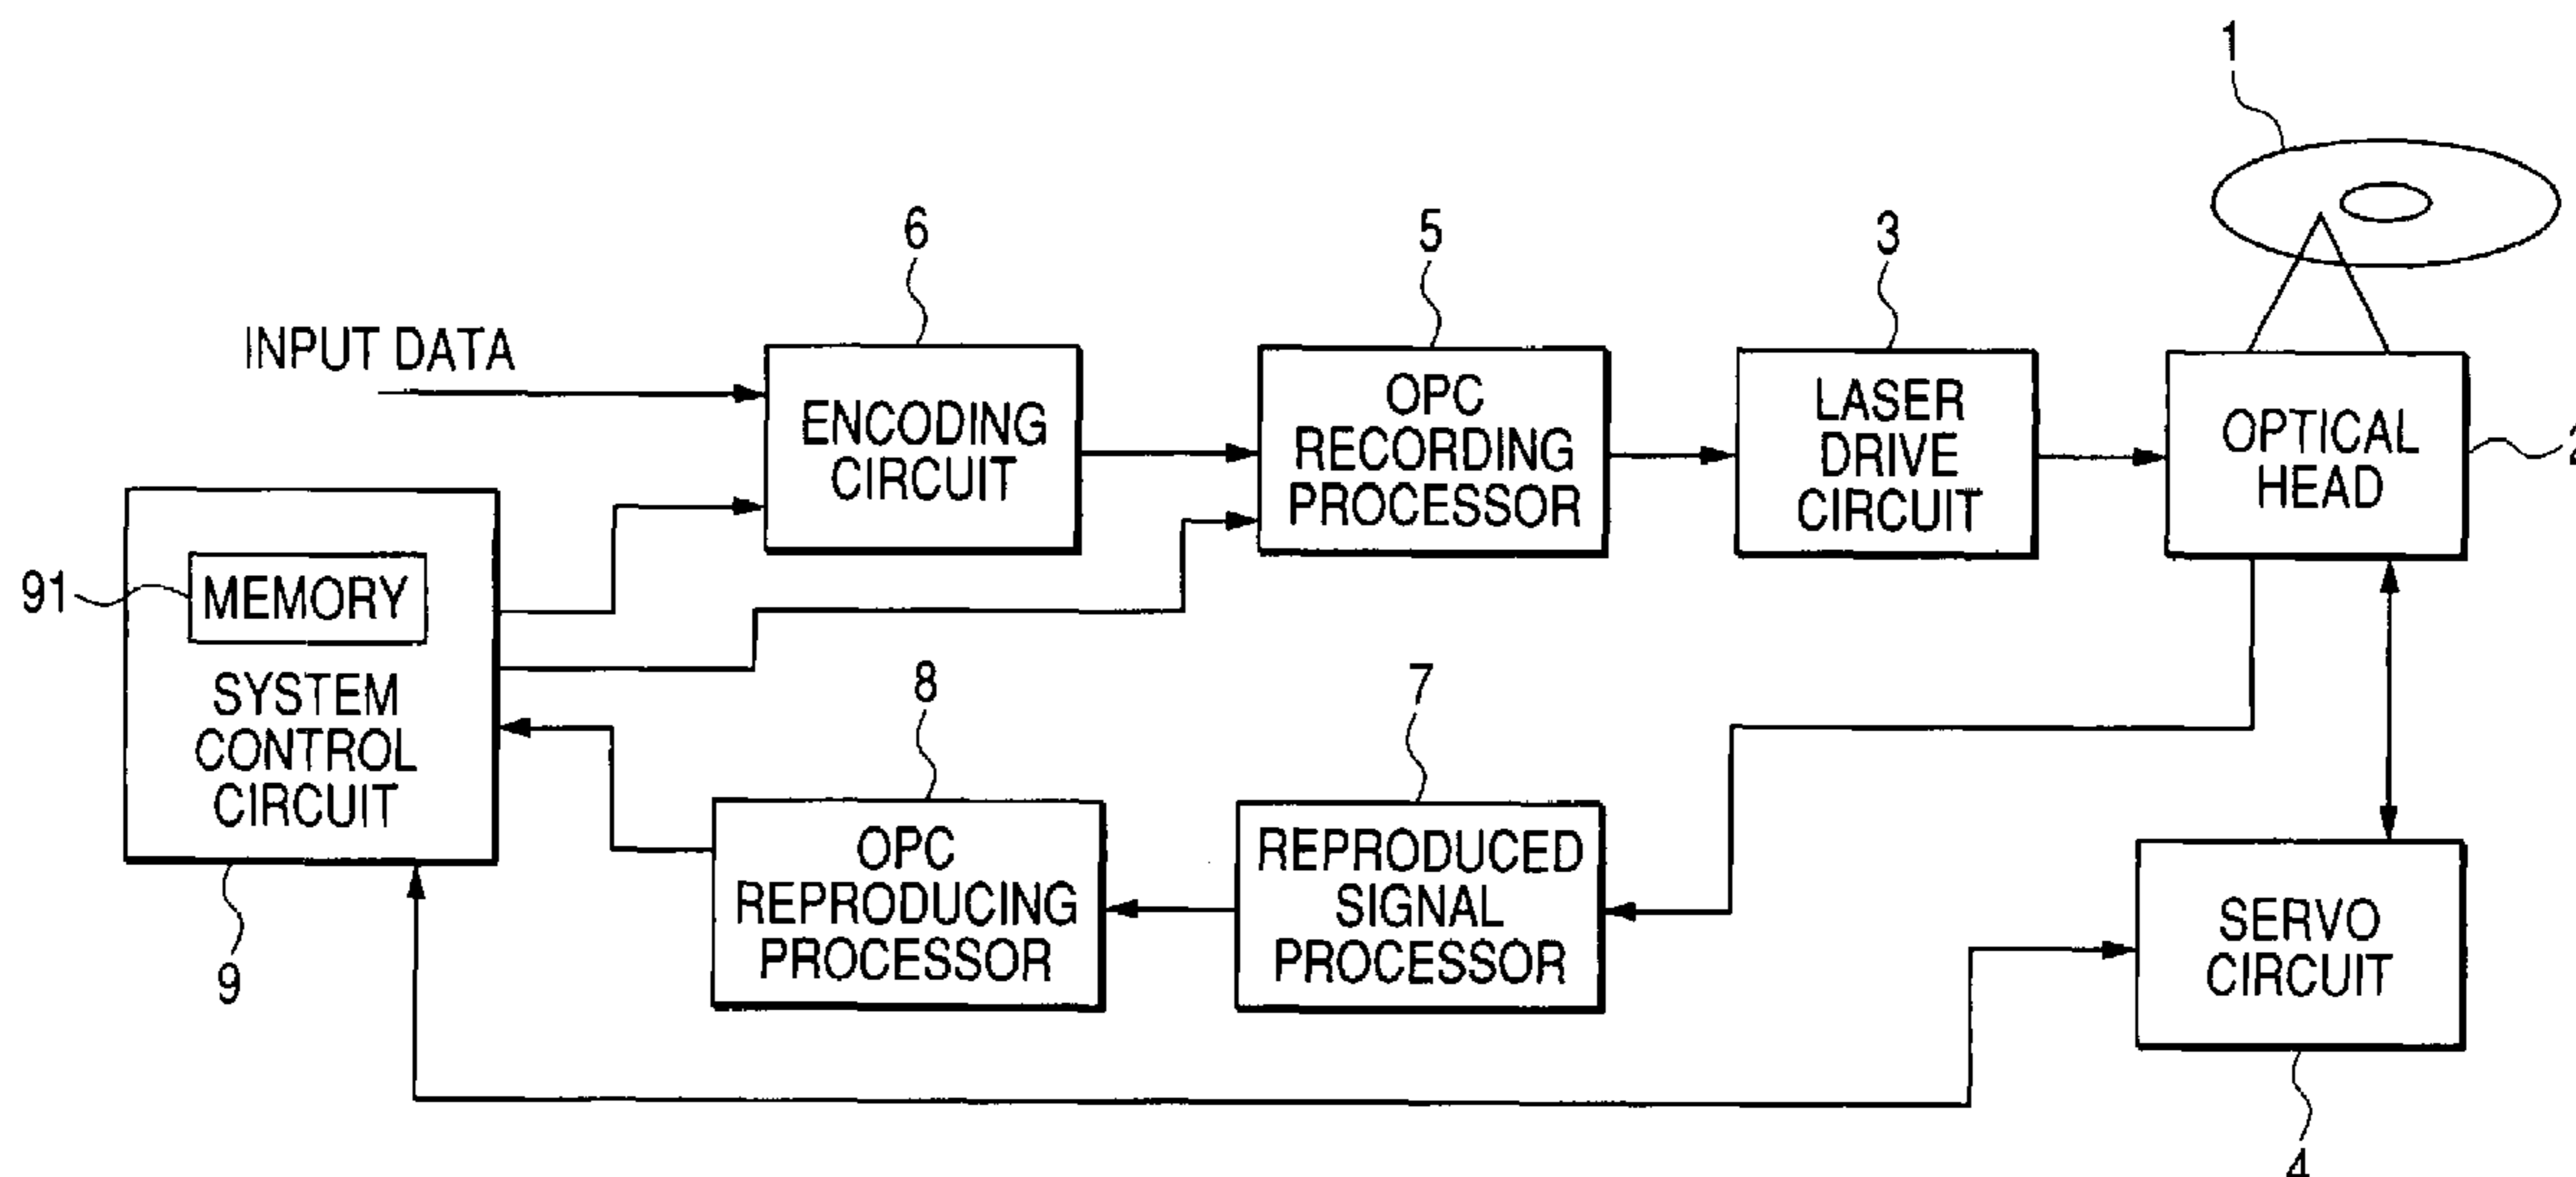 1
6
5
3
INPUT DATA
ENCODING
CIRCUIT
OPC
RECORDING
PROCESSOR
LASER
DRIVE
CIRCUIT
OPTICAL
HEAD
2
91
MEMORY
SYSTEM
CONTROL
CIRCUIT
9
8
7
OPC
REPRODUCING
PROCESSOR
REPRODUCED
SIGNAL
PROCESSOR
SERVO
CIRCUIT
4